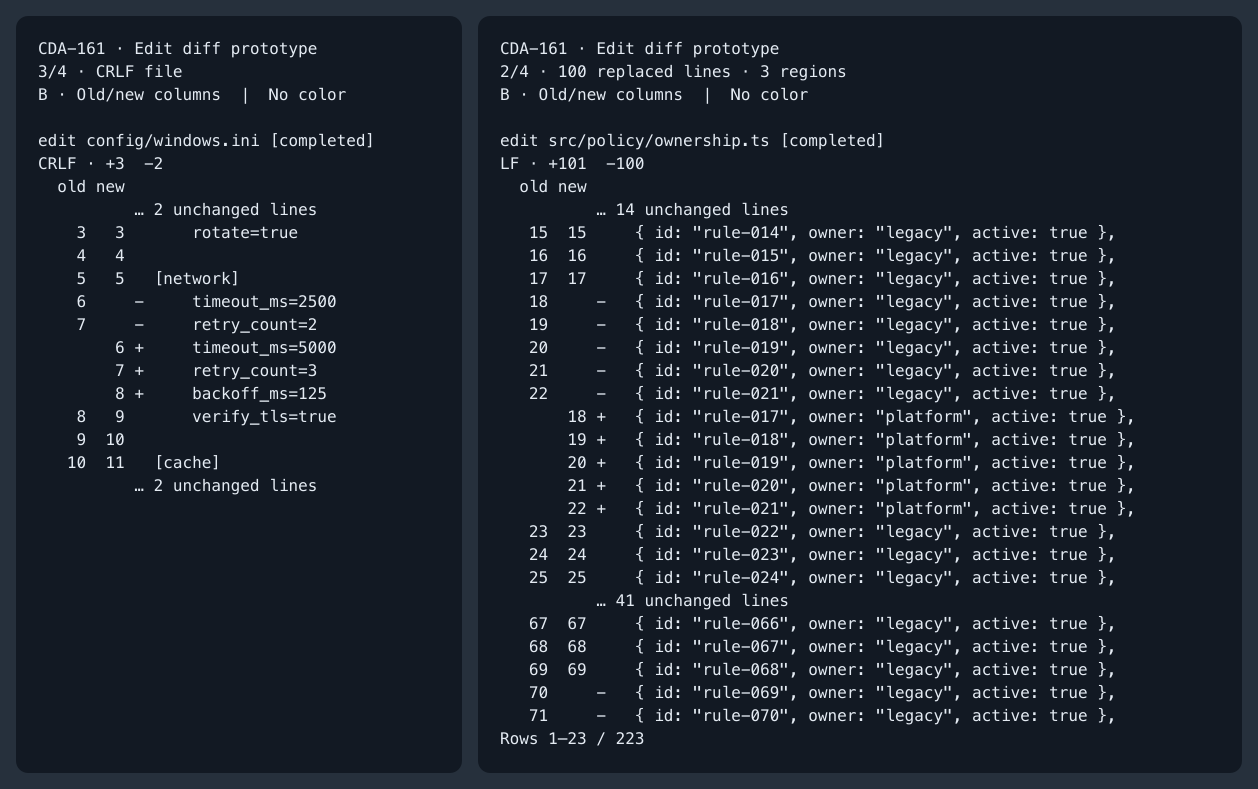 CDA-161 · Edit diff prototype
3/4 · CRLF file
B · Old/new columns  |  No color
edit config/windows.ini [completed]
CRLF · +3  −2
old new
… 2 unchanged lines
3   3       rotate=true
4   4
5   5   [network]
6     −     timeout_ms=2500
7     −     retry_count=2
6 +     timeout_ms=5000
7 +     retry_count=3
8 +     backoff_ms=125
8   9       verify_tls=true
9  10
10  11   [cache]
… 2 unchanged lines
CDA-161 · Edit diff prototype
2/4 · 100 replaced lines · 3 regions
B · Old/new columns  |  No color
edit src/policy/ownership.ts [completed]
LF · +101  −100
old new
… 14 unchanged lines
15  15     { id: "rule-014", owner: "legacy", active: true },
16  16     { id: "rule-015", owner: "legacy", active: true },
17  17     { id: "rule-016", owner: "legacy", active: true },
18     −   { id: "rule-017", owner: "legacy", active: true },
19     −   { id: "rule-018", owner: "legacy", active: true },
20     −   { id: "rule-019", owner: "legacy", active: true },
21     −   { id: "rule-020", owner: "legacy", active: true },
22     −   { id: "rule-021", owner: "legacy", active: true },
18 +   { id: "rule-017", owner: "platform", active: true },
19 +   { id: "rule-018", owner: "platform", active: true },
20 +   { id: "rule-019", owner: "platform", active: true },
21 +   { id: "rule-020", owner: "platform", active: true },
22 +   { id: "rule-021", owner: "platform", active: true },
23  23     { id: "rule-022", owner: "legacy", active: true },
24  24     { id: "rule-023", owner: "legacy", active: true },
25  25     { id: "rule-024", owner: "legacy", active: true },
… 41 unchanged lines
67  67     { id: "rule-066", owner: "legacy", active: true },
68  68     { id: "rule-067", owner: "legacy", active: true },
69  69     { id: "rule-068", owner: "legacy", active: true },
70     −   { id: "rule-069", owner: "legacy", active: true },
71     −   { id: "rule-070", owner: "legacy", active: true },
Rows 1–23 / 223